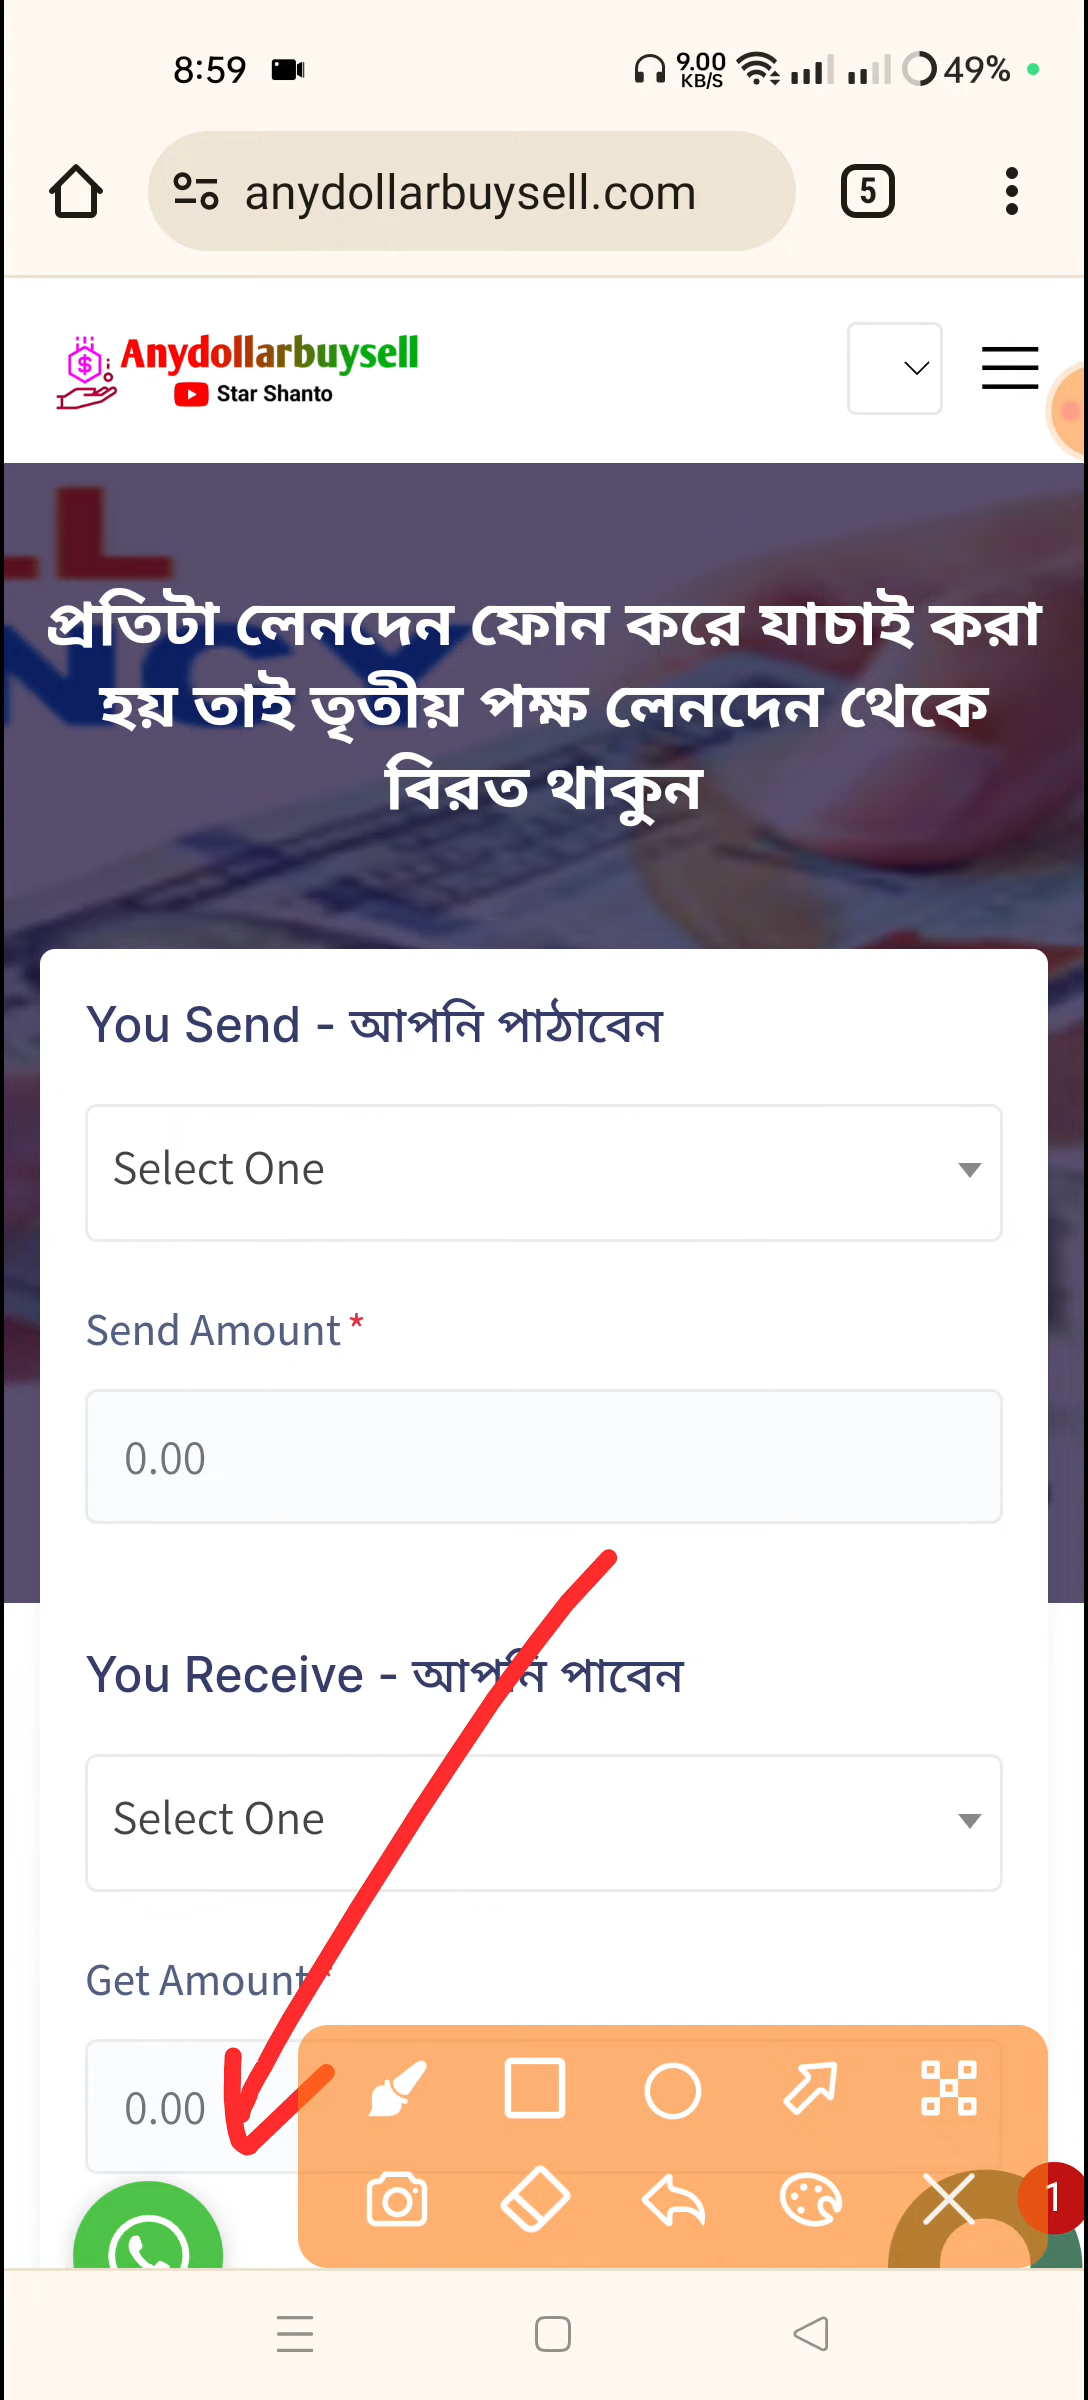 8:59
9.00
KB/S
49%
anydollarbuysell.com
5
Anydollarbuysell
Star Shanto
LL
NCY
প্রতিটা লেনদেন ফোন করে যাচাই করা
হয় তাই তৃতীয় পক্ষ লেনদেন থেকে
বিরত থাকুন
You Send - আপনি পাঠাবেন
Select One
Send Amount*
0.00
You Receive - আপনি পাবেন
Select One
Get Amount*
0.00
1